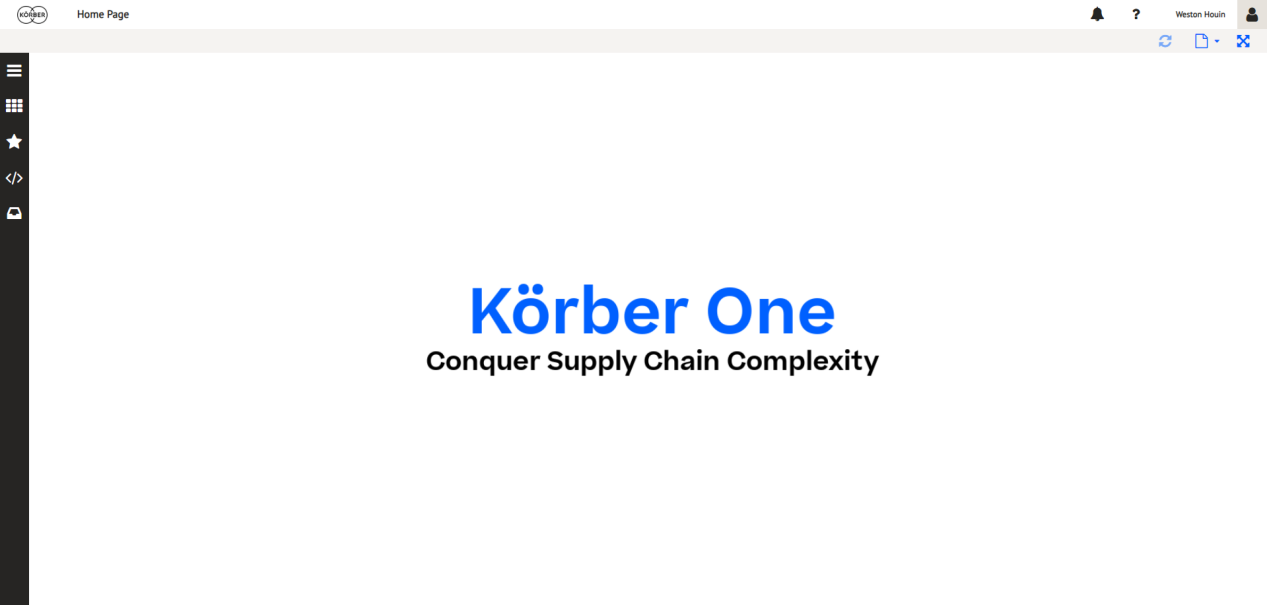 KÖRBER
Home Page
?
Weston Houin
</>
Körber One
Conquer Supply Chain Complexity